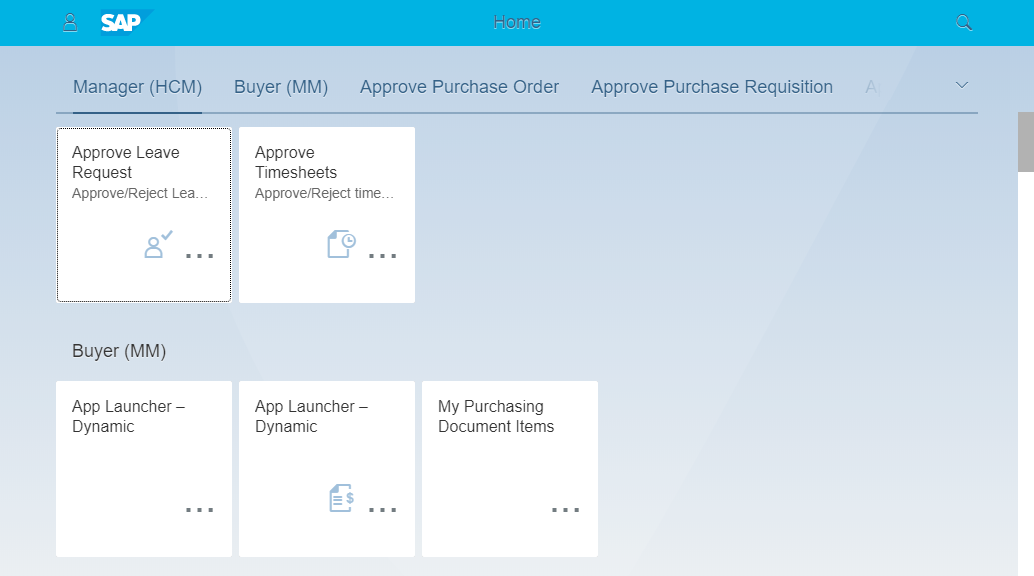 SAP
Home
Manager (HCM) Buyer (MM) Approve Purchase Order Approve Purchase Requisition
Approve Leave
Request
Approve/Reject Lea...
Approve
Timesheets
Approve/Reject time...
Buyer (MM)
App Launcher –
Dynamic
App Launcher –
Dynamic
My Purchasing
Document Items